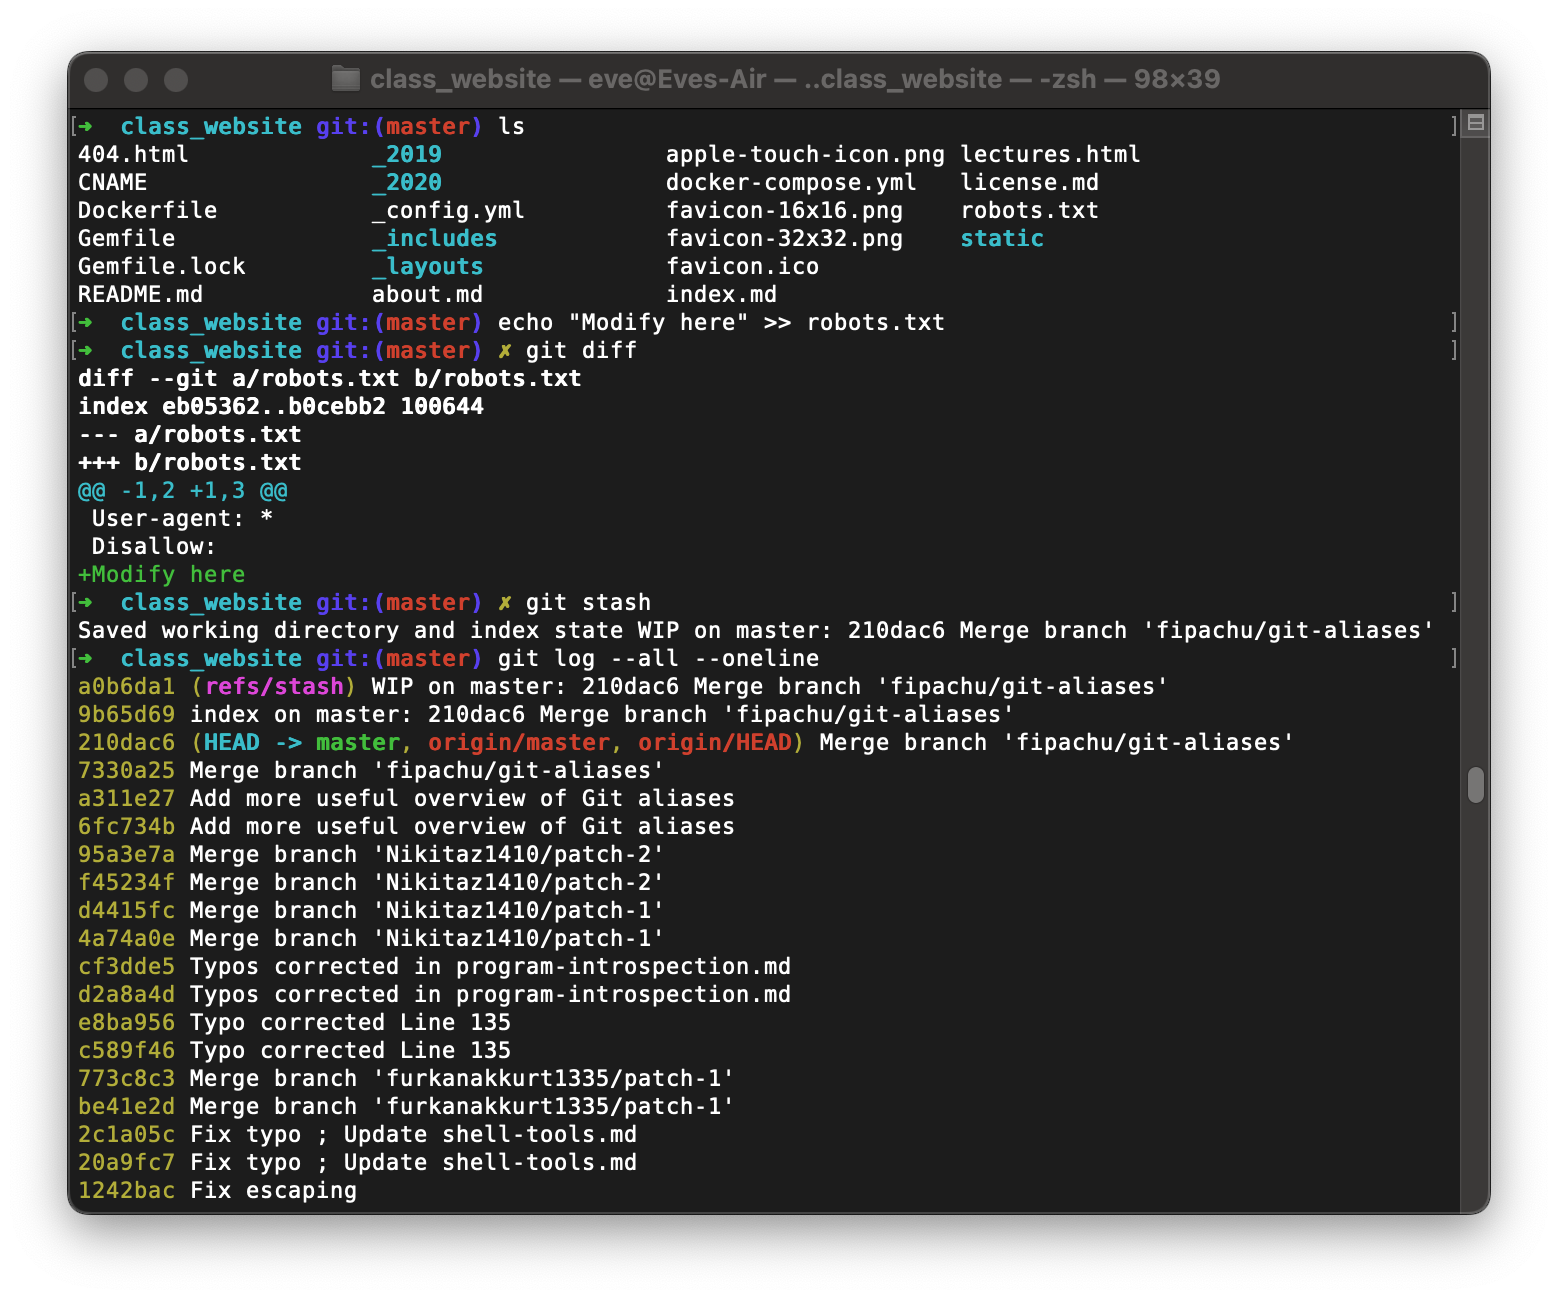 class_website — eve@Eves-Air — ..class_website — -zsh — 98×39
[➜  class_website git:(master) ls ]
404.html             _2019                apple-touch-icon.png lectures.html
CNAME                _2020                docker-compose.yml   license.md
Dockerfile           _config.yml          favicon-16x16.png    robots.txt
Gemfile              _includes            favicon-32x32.png    static
Gemfile.lock         _layouts             favicon.ico
README.md            about.md             index.md
[➜  class_website git:(master) echo "Modify here" >> robots.txt ]
[➜  class_website git:(master) ✗ git diff ]
diff --git a/robots.txt b/robots.txt
index eb05362..b0cebb2 100644
--- a/robots.txt
+++ b/robots.txt
@@ -1,2 +1,3 @@
 User-agent: *
 Disallow:
+Modify here
[➜  class_website git:(master) ✗ git stash ]
Saved working directory and index state WIP on master: 210dac6 Merge branch 'fipachu/git-aliases'
[➜  class_website git:(master) git log --all --oneline ]
a0b6da1 (refs/stash) WIP on master: 210dac6 Merge branch 'fipachu/git-aliases'
9b65d69 index on master: 210dac6 Merge branch 'fipachu/git-aliases'
210dac6 (HEAD -> master, origin/master, origin/HEAD) Merge branch 'fipachu/git-aliases'
7330a25 Merge branch 'fipachu/git-aliases'
a311e27 Add more useful overview of Git aliases
6fc734b Add more useful overview of Git aliases
95a3e7a Merge branch 'Nikitaz1410/patch-2'
f45234f Merge branch 'Nikitaz1410/patch-2'
d4415fc Merge branch 'Nikitaz1410/patch-1'
4a74a0e Merge branch 'Nikitaz1410/patch-1'
cf3dde5 Typos corrected in program-introspection.md
d2a8a4d Typos corrected in program-introspection.md
e8ba956 Typo corrected Line 135
c589f46 Typo corrected Line 135
773c8c3 Merge branch 'furkanakkurt1335/patch-1'
be41e2d Merge branch 'furkanakkurt1335/patch-1'
2c1a05c Fix typo ; Update shell-tools.md
20a9fc7 Fix typo ; Update shell-tools.md
1242bac Fix escaping